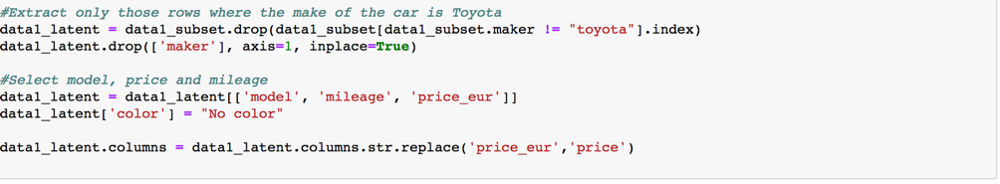 #Extract only those rows where the make of the car is Toyota
data1_latent = data1_subset.drop(data1_subset[data1_subset.maker != "toyota"].index)
data1_latent.drop(['maker'], axis=1, inplace=True)
#Select model, price and mileage
data1_latent = data1_latent[['model', 'mileage', 'price_eur']]
data1_latent['color'] = "No color"
data1_latent.columns = data1_latent.columns.str.replace('price_eur','price')